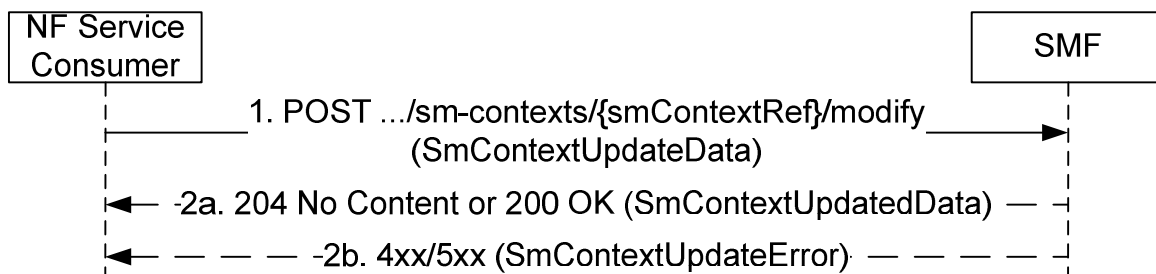 NF Service
Consumer
SMF
1. POST .../sm-contexts/{smContextRef}/modify
(SmContextUpdateData)
2a. 204 No Content or 200 OK (SmContextUpdatedData)
2b. 4xx/5xx (SmContextUpdateError)